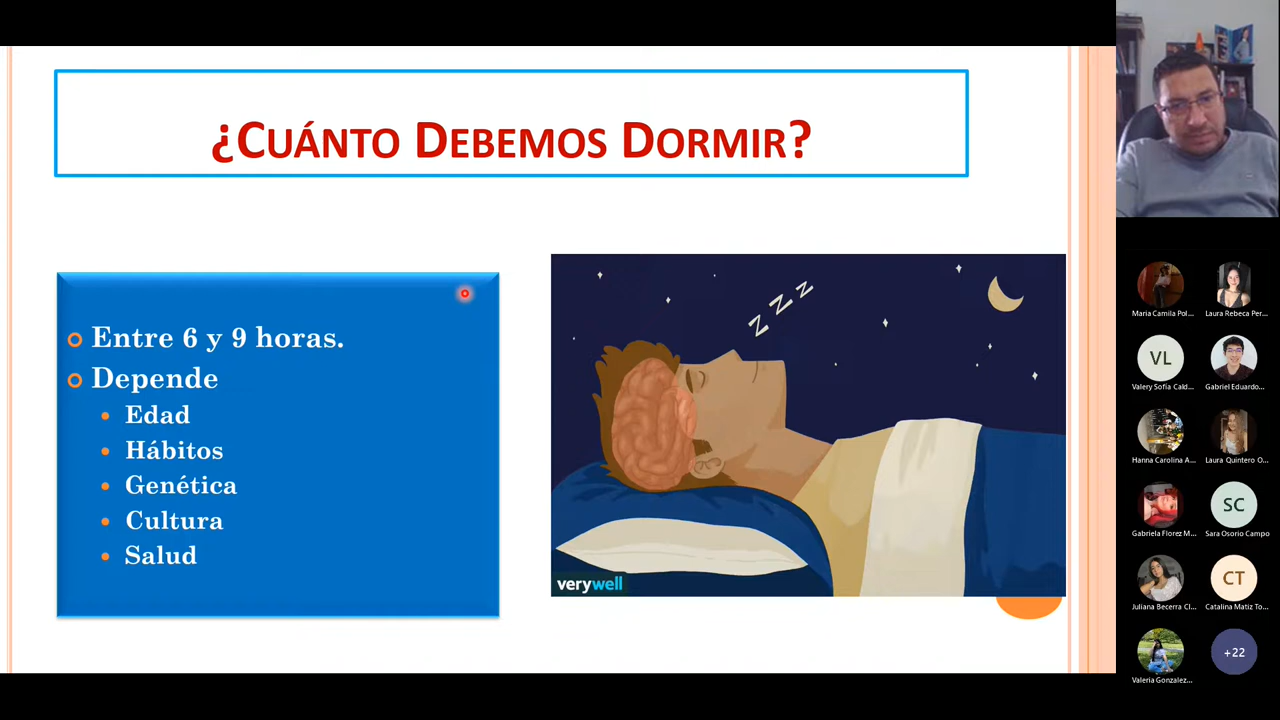 ¿Cuánto Debemos Dormir?
Entre 6 y 9 horas.
Depende
Edad
Hábitos
Genética
Cultura
Salud
Z Z Z
verywell
Maria Camila Pol...
Laura Rebeca Per...
VL
Valery Sofia Cald...
Gabriel Eduardo...
Hanna Carolina A...
Laura Quintero O...
Gabriela Florez M...
SC
Sara Osorio Campo
Juliana Becerra Cl...
CT
Catalina Matiz To...
Valeria Gonzalez...
+22